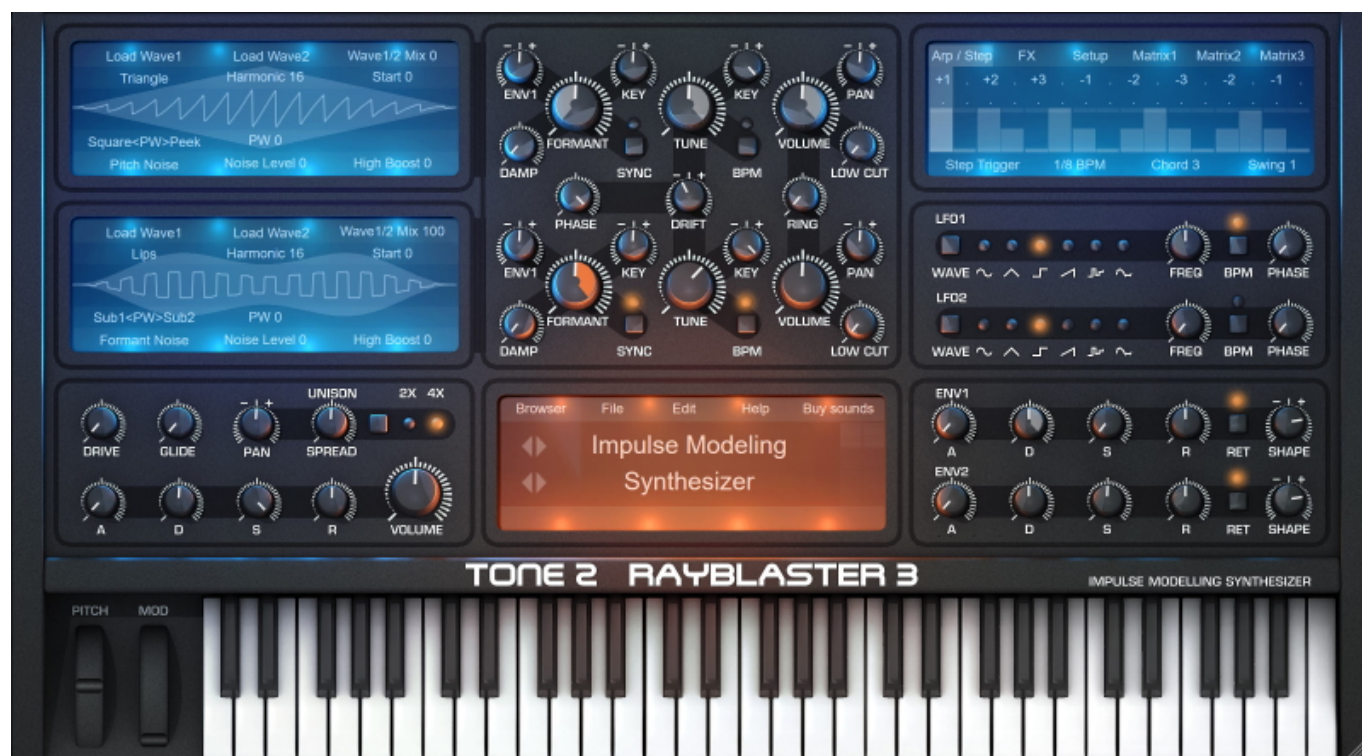 Load Wave1 Load Wave2 Wave1/2 Mix 0
Triangle Harmonic 16 Start 0
Square<PW>Peek PW 0
Pitch Noise Noise Level 0 High Boost 0
Load Wave1 Load Wave2 Wave1/2 Mix 100
Lips Harmonic 16 Start 0
Sub1<PW>Sub2 PW 0
Formant Noise Noise Level 0 High Boost 0
ENV1 KEY KEY PAN
FORMANT TUNE VOLUME
DAMP SYNC BPM LOW CUT
PHASE DRIFT RING
ENV1 KEY KEY PAN
FORMANT TUNE VOLUME
DAMP SYNC BPM LOW CUT
Arp / Step FX Setup Matrix1 Matrix2 Matrix3
+1 +2 +3 -1 -2 -3 -2 -1
Step Trigger 1/8 BPM Chord 3 Swing 1
LFO1
WAVE FREQ BPM PHASE
LFO2
WAVE FREQ BPM PHASE
UNISON 2X 4X
DRIVE GLIDE PAN SPREAD
A D S R VOLUME
Browser File Edit Help Buy sounds
Impulse Modeling
Synthesizer
ENV1
A D S R RET SHAPE
ENV2
A D S R RET SHAPE
TONE2 RAYBLASTER 3
IMPULSE MODELLING SYNTHESIZER
PITCH MOD